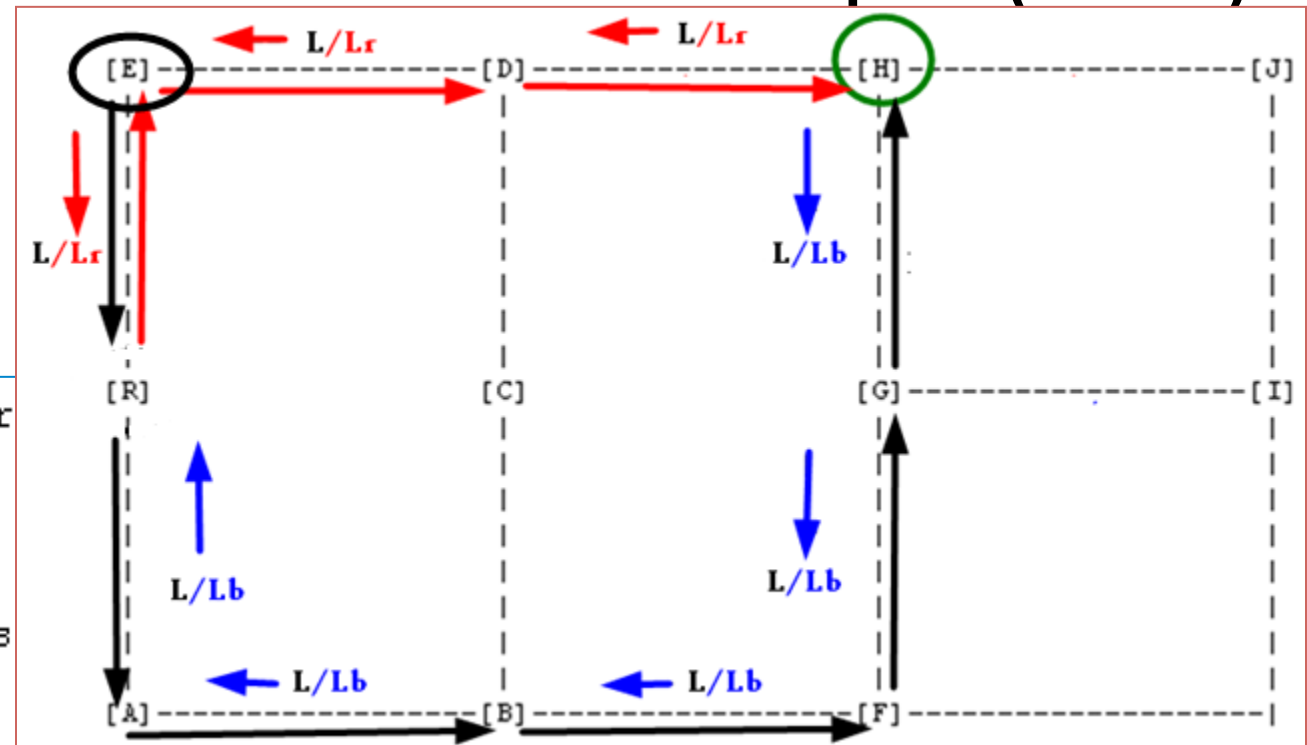 L/Lr L/Lr
[E] [D] [H] [J]
L/Lr L/Lb
[R] [C] [G] [I]
r
L/Lb L/Lb
L/Lb L/Lb
[A] [B] [F]